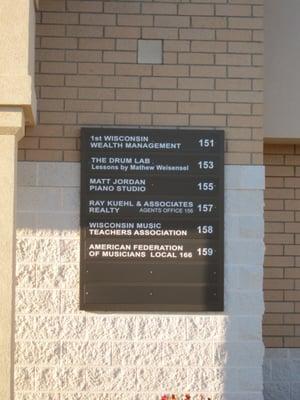 1st WISCONSIN
WEALTH MANAGEMENT 151
THE DRUM LAB
Lessons by Mathew Weisensel 153
MATT JORDAN
PIANO STUDIO 155
RAY KUEHL & ASSOCIATES
REALTY AGENTS OFFICE 156 157
WISCONSIN MUSIC
TEACHERS ASSOCIATION 158
AMERICAN FEDERATION
OF MUSICIANS LOCAL 166 159